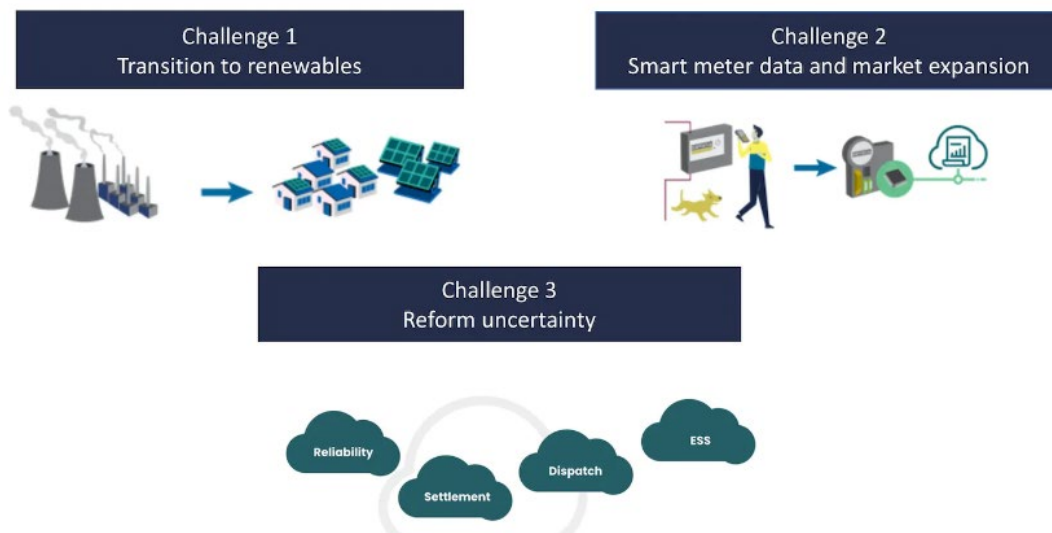 Challenge 1
Transition to renewables
Challenge 2
Smart meter data and market expansion
Challenge 3
Reform uncertainty
Reliability
Settlement
Dispatch
ESS